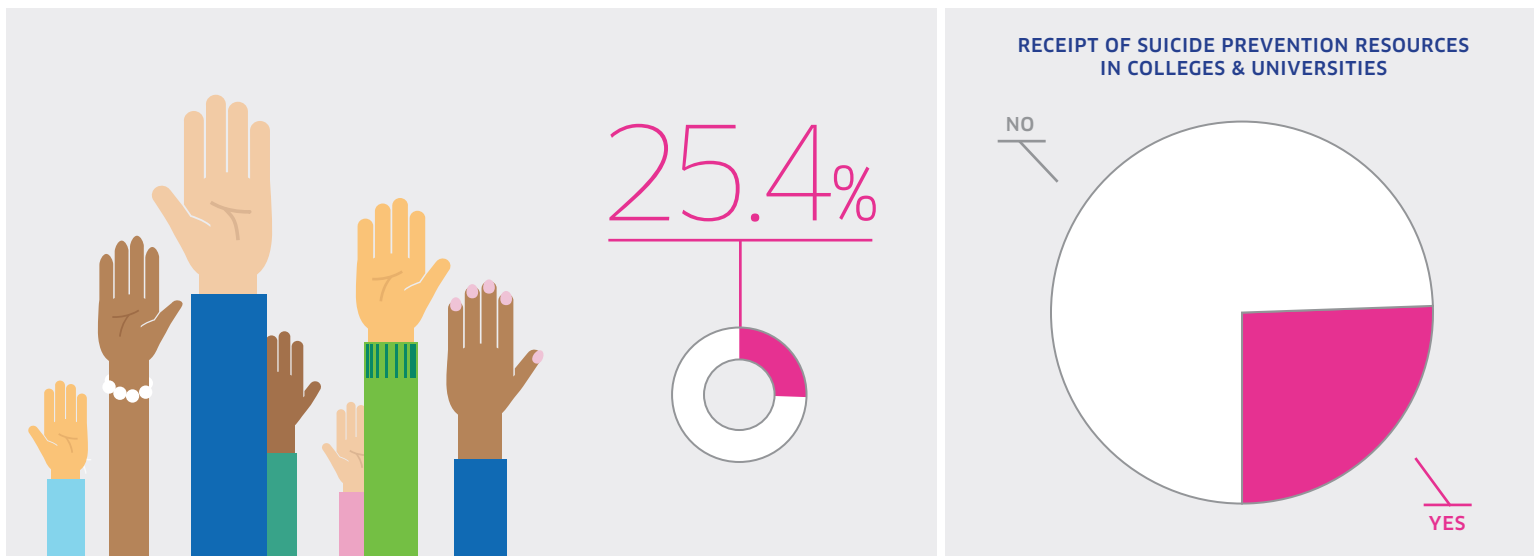 25.4%
RECEIPT OF SUICIDE PREVENTION RESOURCES
IN COLLEGES & UNIVERSITIES
NO
YES